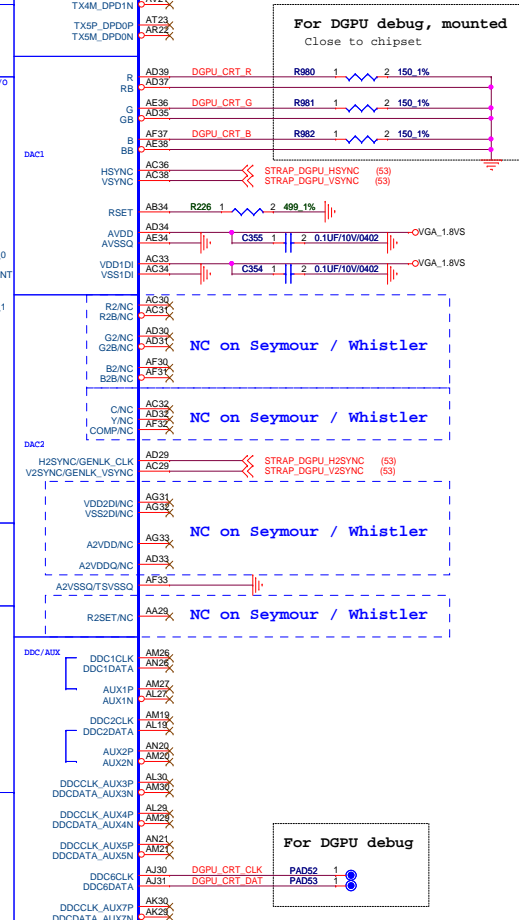 TX4M_DPD1N
TX5P_DPD0P AT23
TX5M_DPD0N AR22
For DGPU debug, mounted
Close to chipset
R AD39 DGPU_CRT_R R980 1 2 150_1%
RB AD37
G AE36 DGPU_CRT_G R981 1 2 150_1%
GB AD35
B AF37 DGPU_CRT_B R982 1 2 150_1%
BB AE38
DAC1
HSYNC AC36 STRAP_DGPU_HSYNC (53)
VSYNC AC38 STRAP_DGPU_VSYNC (53)
RSET AB34 R226 1 2 499_1%
AVDD AD34 VGA_1.8VS
AVSSQ AE34 C355 1 2 0.1UF/10V/0402
VDD1DI AC33 VGA_1.8VS
VSS1DI AC34 C354 1 2 0.1UF/10V/0402
R2/NC AC30
R2B/NC AC31
G2/NC AD30
G2B/NC AD31
NC on Seymour / Whistler
B2/NC AF30
B2B/NC AF31
C/NC AC32
Y/NC AD32
COMP/NC AF32
NC on Seymour / Whistler
DAC2
H2SYNC/GENLK_CLK AD29 STRAP_DGPU_H2SYNC (53)
V2SYNC/GENLK_VSYNC AC29 STRAP_DGPU_V2SYNC (53)
VDD2DI/NC AG31
VSS2DI/NC AG32
NC on Seymour / Whistler
A2VDD/NC AG33
A2VDDQ/NC AD33
A2VSSQ/TSVSSQ AF33
R2SET/NC AA29
NC on Seymour / Whistler
DDC/AUX
DDC1CLK AM26
DDC1DATA AN26
AUX1P AM27
AUX1N AL27
DDC2CLK AM19
DDC2DATA AL19
AUX2P AN20
AUX2N AM20
DDCCLK_AUX3P AL30
DDCDATA_AUX3N AM30
DDCCLK_AUX4P AL29
DDCDATA_AUX4N AM29
DDCCLK_AUX5P AN21
DDCDATA_AUX5N AM21
For DGPU debug
DDC6CLK AJ30 DGPU_CRT_CLK PAD52 1
DDC6DATA AJ31 DGPU_CRT_DAT PAD53 1
DDCCLK_AUX7P AK30
DDCDATA_AUX7N AK29